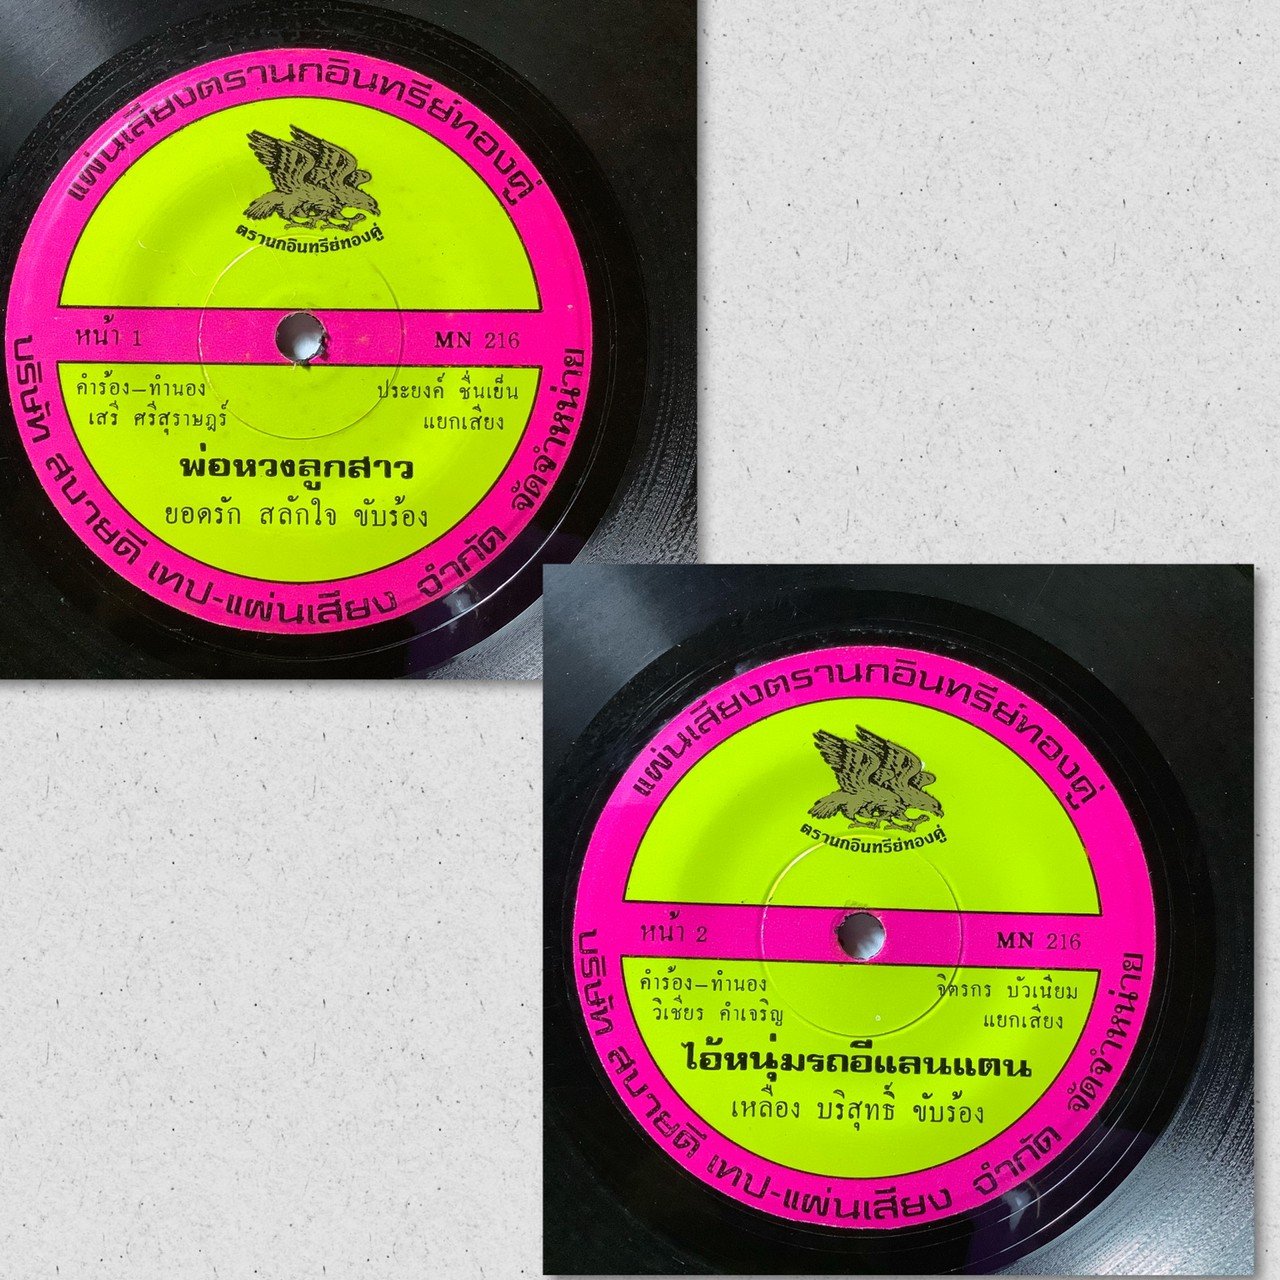 แผ่นเสียงตรานกอินทรีย์ทองคู่
ตรานกอินทรีย์ทองคู่
หน้า 1 MN 216
คำร้อง–ทำนอง ประยงค์ ชื่นเย็น
เสรี ศรีสุราษฎร์ แยกเสียง
พ่อหวงลูกสาว
ยอดรัก สลักใจ ขับร้อง
บริษัท สบายดี เทป-แผ่นเสียง จำกัด จัดจำหน่าย
แผ่นเสียงตรานกอินทรีย์ทองคู่
ตรานกอินทรีย์ทองคู่
หน้า 2 MN 216
คำร้อง–ทำนอง จิตรกร บัวเนียม
วิเชียร คำเจริญ แยกเสียง
ไอ้หนุ่มรถอีแลนแตน
เหลือง บริสุทธิ์ ขับร้อง
บริษัท สบายดี เทป-แผ่นเสียง จำกัด จัดจำหน่าย